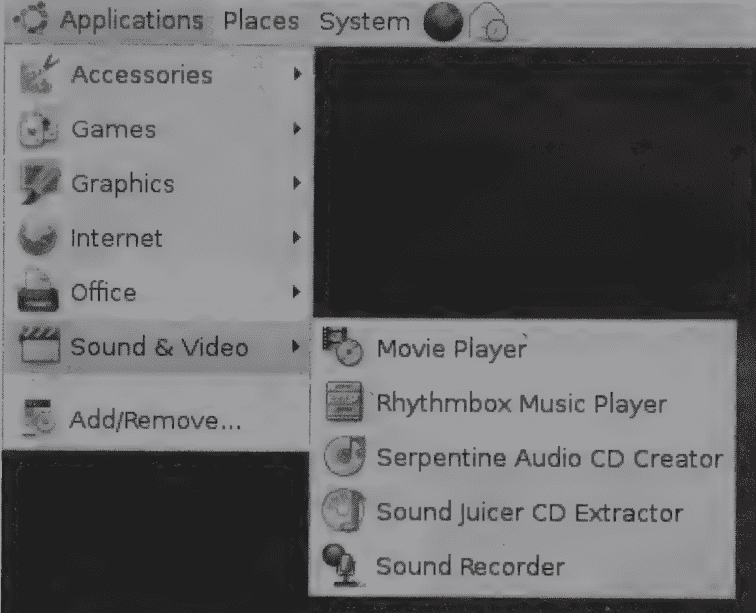 Applications Places System
Accessories
Games
Graphics
Internet
Office
Sound & Video
Add/Remove...
Movie Player
Rhythmbox Music Player
Serpentine Audio CD Creator
Sound Juicer CD Extractor
Sound Recorder